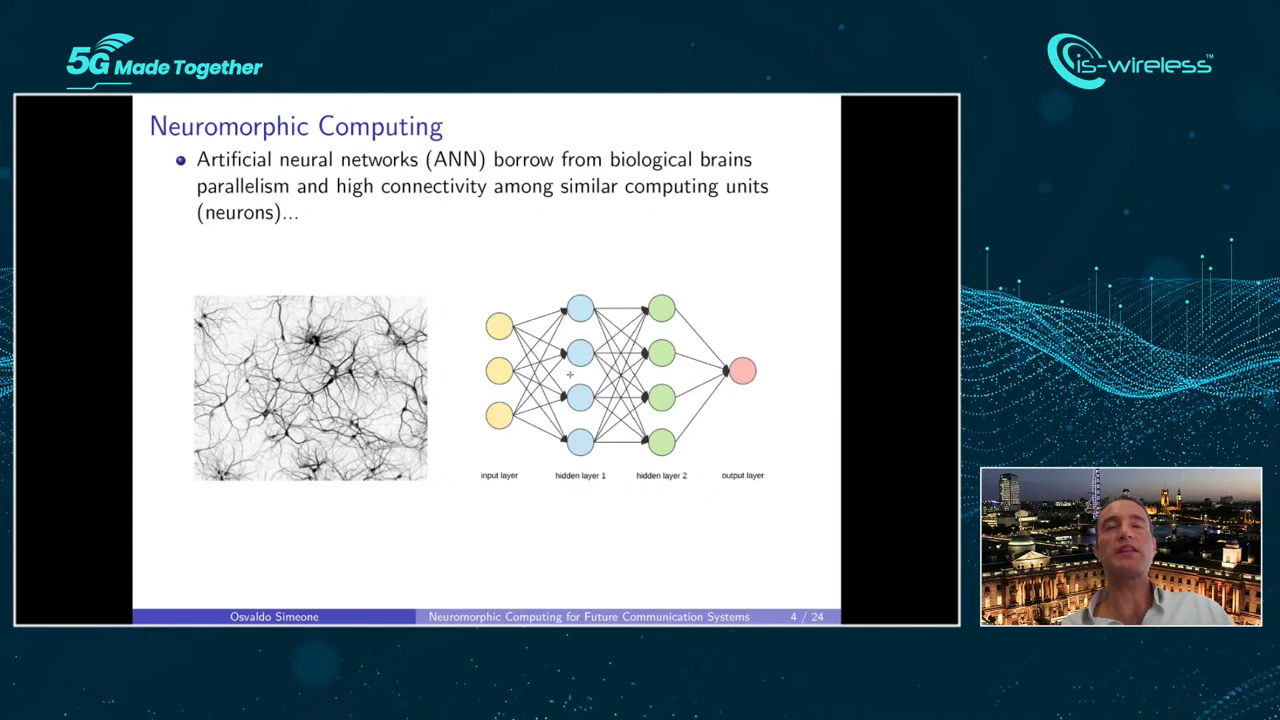 5G Made Together
is-wireless™
Neuromorphic Computing
Artificial neural networks (ANN) borrow from biological brains
parallelism and high connectivity among similar computing units
(neurons)...
input layer
hidden layer 1
hidden layer 2
output layer
Osvaldo Simeone
Neuromorphic Computing for Future Communication Systems
4 / 24